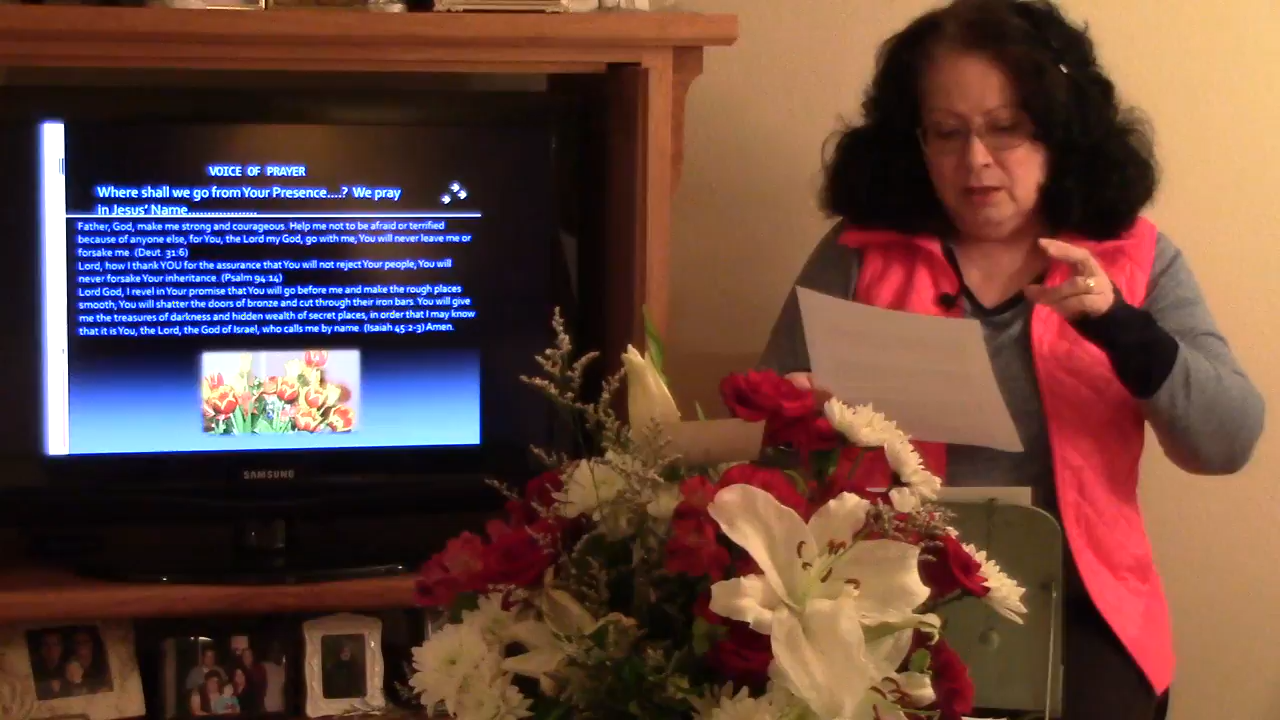 VOICE OF PRAYER
Where shall we go from Your Presence....? We pray
in Jesus' Name..................
Father, God, make me strong and courageous. Help me not to be afraid or terrified
because of anyone else, for You, the Lord my God, go with me; You will never leave me or
forsake me. (Deut. 31:6)
Lord, how I thank YOU for the assurance that You will not reject Your people; You will
never forsake Your inheritance. (Psalm 94:14)
Lord God, I revel in Your promise that You will go before me and make the rough places
smooth; You will shatter the doors of bronze and cut through their iron bars. You will give
me the treasures of darkness and hidden wealth of secret places, in order that I may know
that it is You, the Lord, the God of Israel, who calls me by name. (Isaiah 45:2-3) Amen.
SAMSUNG